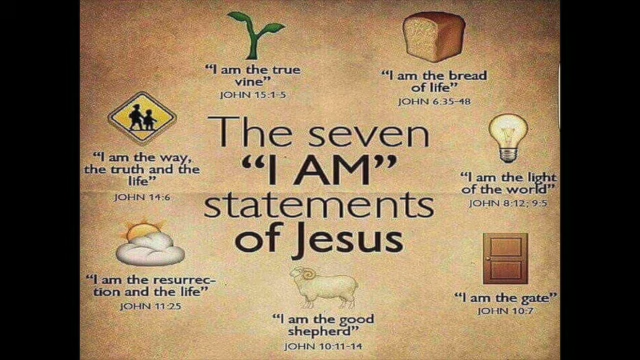 The seven
“I AM”
statements
of Jesus
“I am the true
vine”
JOHN 15:1-5
“I am the bread
of life”
JOHN 6:35-48
“I am the light
of the world”
JOHN 8:12; 9:5
“I am the gate”
JOHN 10:7
“I am the good
shepherd”
JOHN 10:11-14
“I am the resurrec-
tion and the life”
JOHN 11:25
“I am the way,
the truth and the
life”
JOHN 14:6